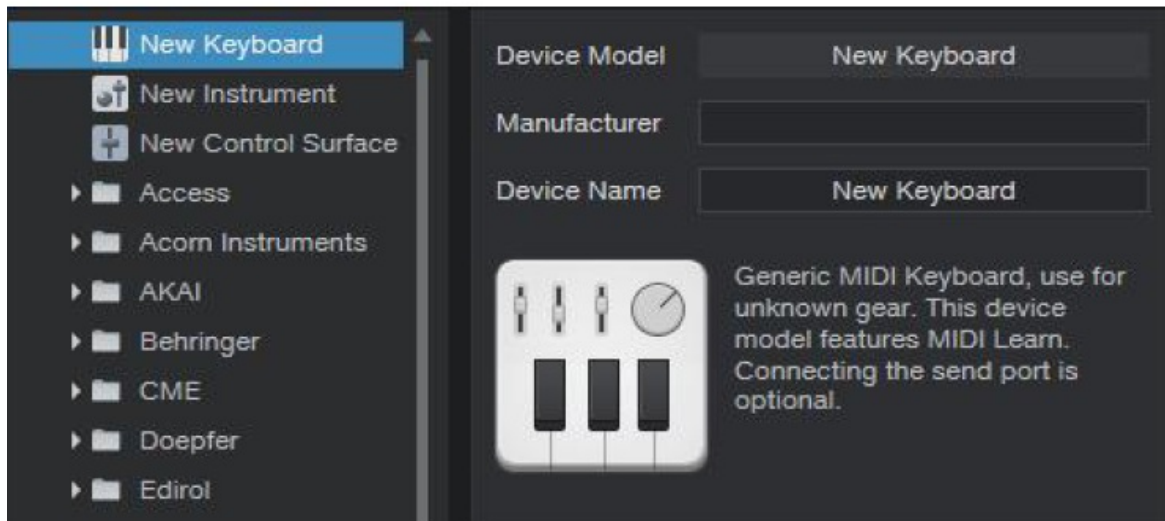 New Keyboard
New Instrument
New Control Surface
Access
Acorn Instruments
AKAI
Behringer
CME
Doepfer
Edirol
Device Model New Keyboard
Manufacturer
Device Name New Keyboard
Generic MIDI Keyboard, use for
unknown gear. This device
model features MIDI Learn.
Connecting the send port is
optional.